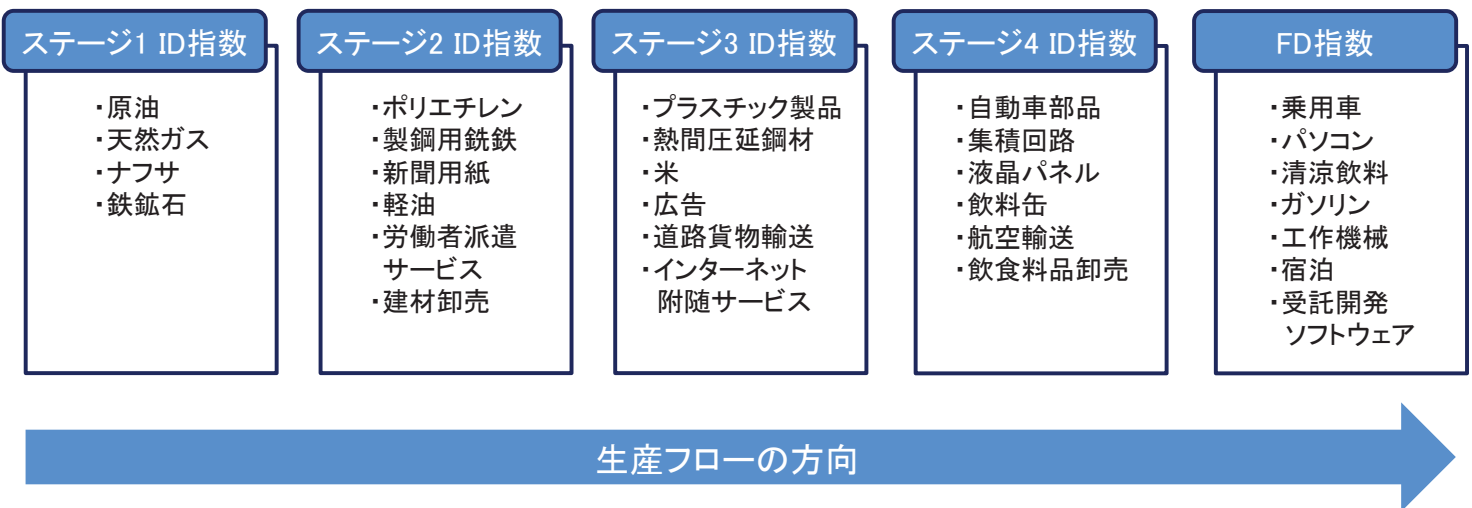 ステージ1 ID指数
・原油
・天然ガス
・ナフサ
・鉄鉱石
ステージ2 ID指数
・ポリエチレン
・製鋼用銑鉄
・新聞用紙
・軽油
・労働者派遣
サービス
・建材卸売
ステージ3 ID指数
・プラスチック製品
・熱間圧延鋼材
・米
・広告
・道路貨物輸送
・インターネット
附随サービス
ステージ4 ID指数
・自動車部品
・集積回路
・液晶パネル
・飲料缶
・航空輸送
・飲食料品卸売
FD指数
・乗用車
・パソコン
・清涼飲料
・ガソリン
・工作機械
・宿泊
・受託開発
ソフトウェア
生産フローの方向